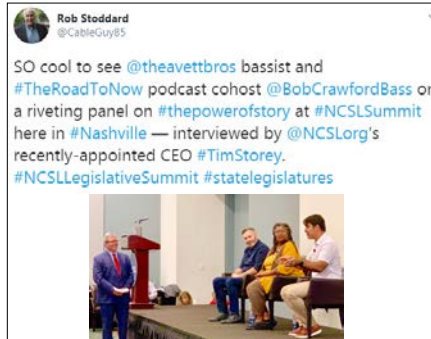 Rob Stoddard
@CableGuy85
SO cool to see @theavettbros bassist and
#TheRoadToNow podcast cohost @BobCrawfordBass on
a riveting panel on #thepowerofstory at #NCSLSummit
here in #Nashville — interviewed by @NCSLorg's
recently-appointed CEO #TimStorey.
#NCSLLegislativeSummit #statelegislatures